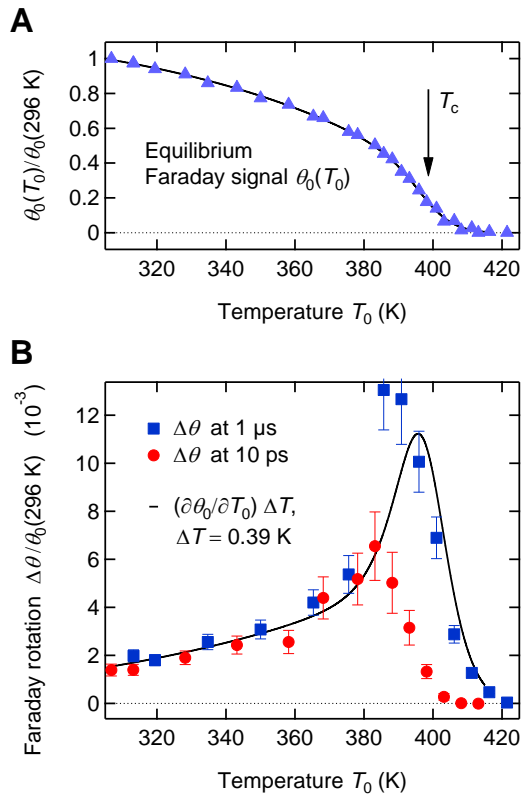 A
θ₀(T₀)/θ₀(296 K)
1
0.8
0.6
0.4
0.2
0
T_c
Equilibrium
Faraday signal θ₀(T₀)
320 340 360 380 400 420
Temperature T₀ (K)
B
Faraday rotation Δθ/θ₀(296 K) (10⁻³)
12
10
8
6
4
2
0
Δθ at 1 μs
Δθ at 10 ps
(∂θ₀/∂T₀) ΔT,
ΔT = 0.39 K
320 340 360 380 400 420
Temperature T₀ (K)